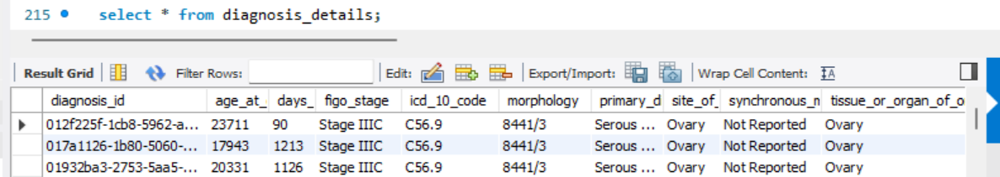 215 select * from diagnosis_details;
Result Grid Filter Rows: Edit: Export/Import: Wrap Cell Content: IA
diagnosis_id age_at_ days_ figo_stage icd_10_code morphology primary_d site_of_ synchronous_n tissue_or_organ_of_o
012f225f-1cb8-5962-a... 23711 90 Stage IIIC C56.9 8441/3 Serous ... Ovary Not Reported Ovary
017a1126-1b80-5060-... 17943 1213 Stage IIIC C56.9 8441/3 Serous ... Ovary Not Reported Ovary
01932ba3-2753-5aa5-... 20331 1126 Stage IIIC C56.9 8441/3 Serous ... Ovary Not Reported Ovary